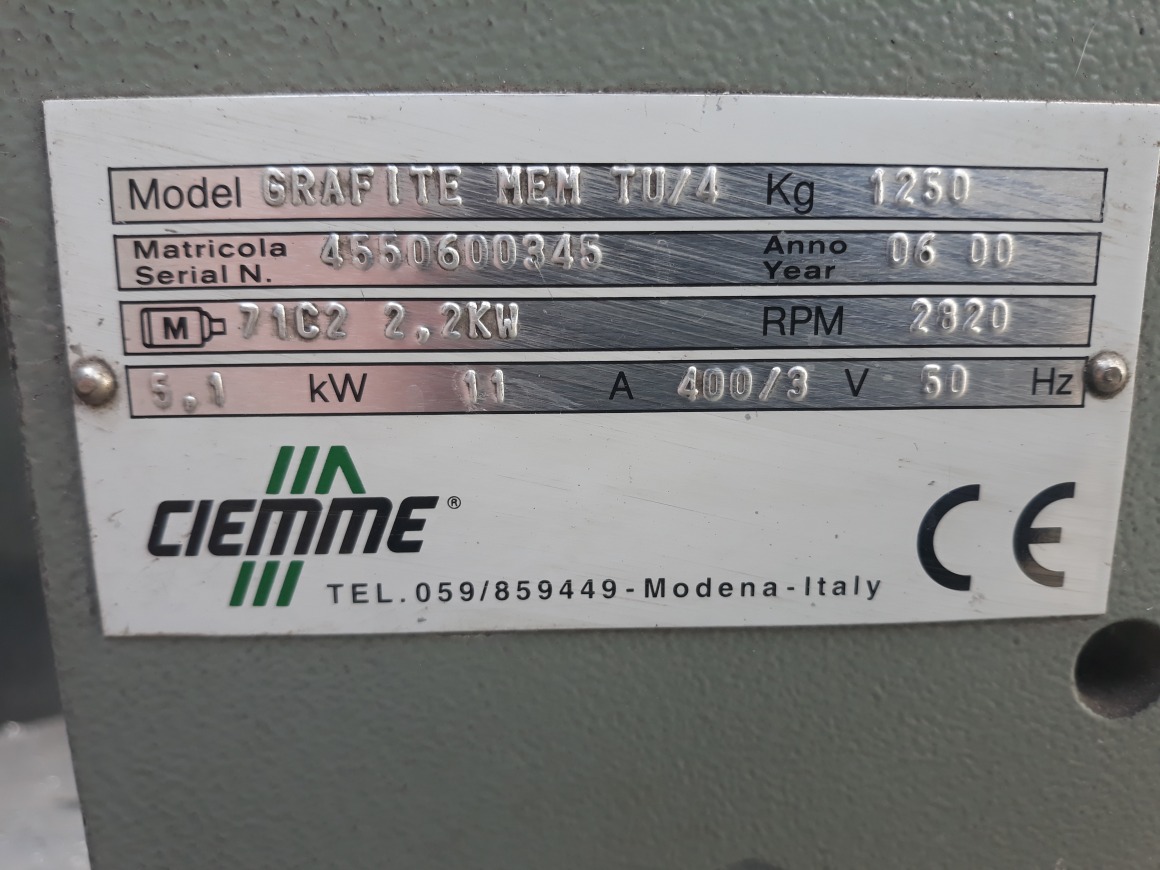 Model GRAFITE MEM TU/4 Kg 1250
Matricola 4550600345 Anno 06 00
Serial N. Year
M 71C2 2,2KW RPM 2820
5,1 kW 11 A 400/3 V 50 Hz
CIEMME®
TEL.059/859449-Modena-Italy
CE